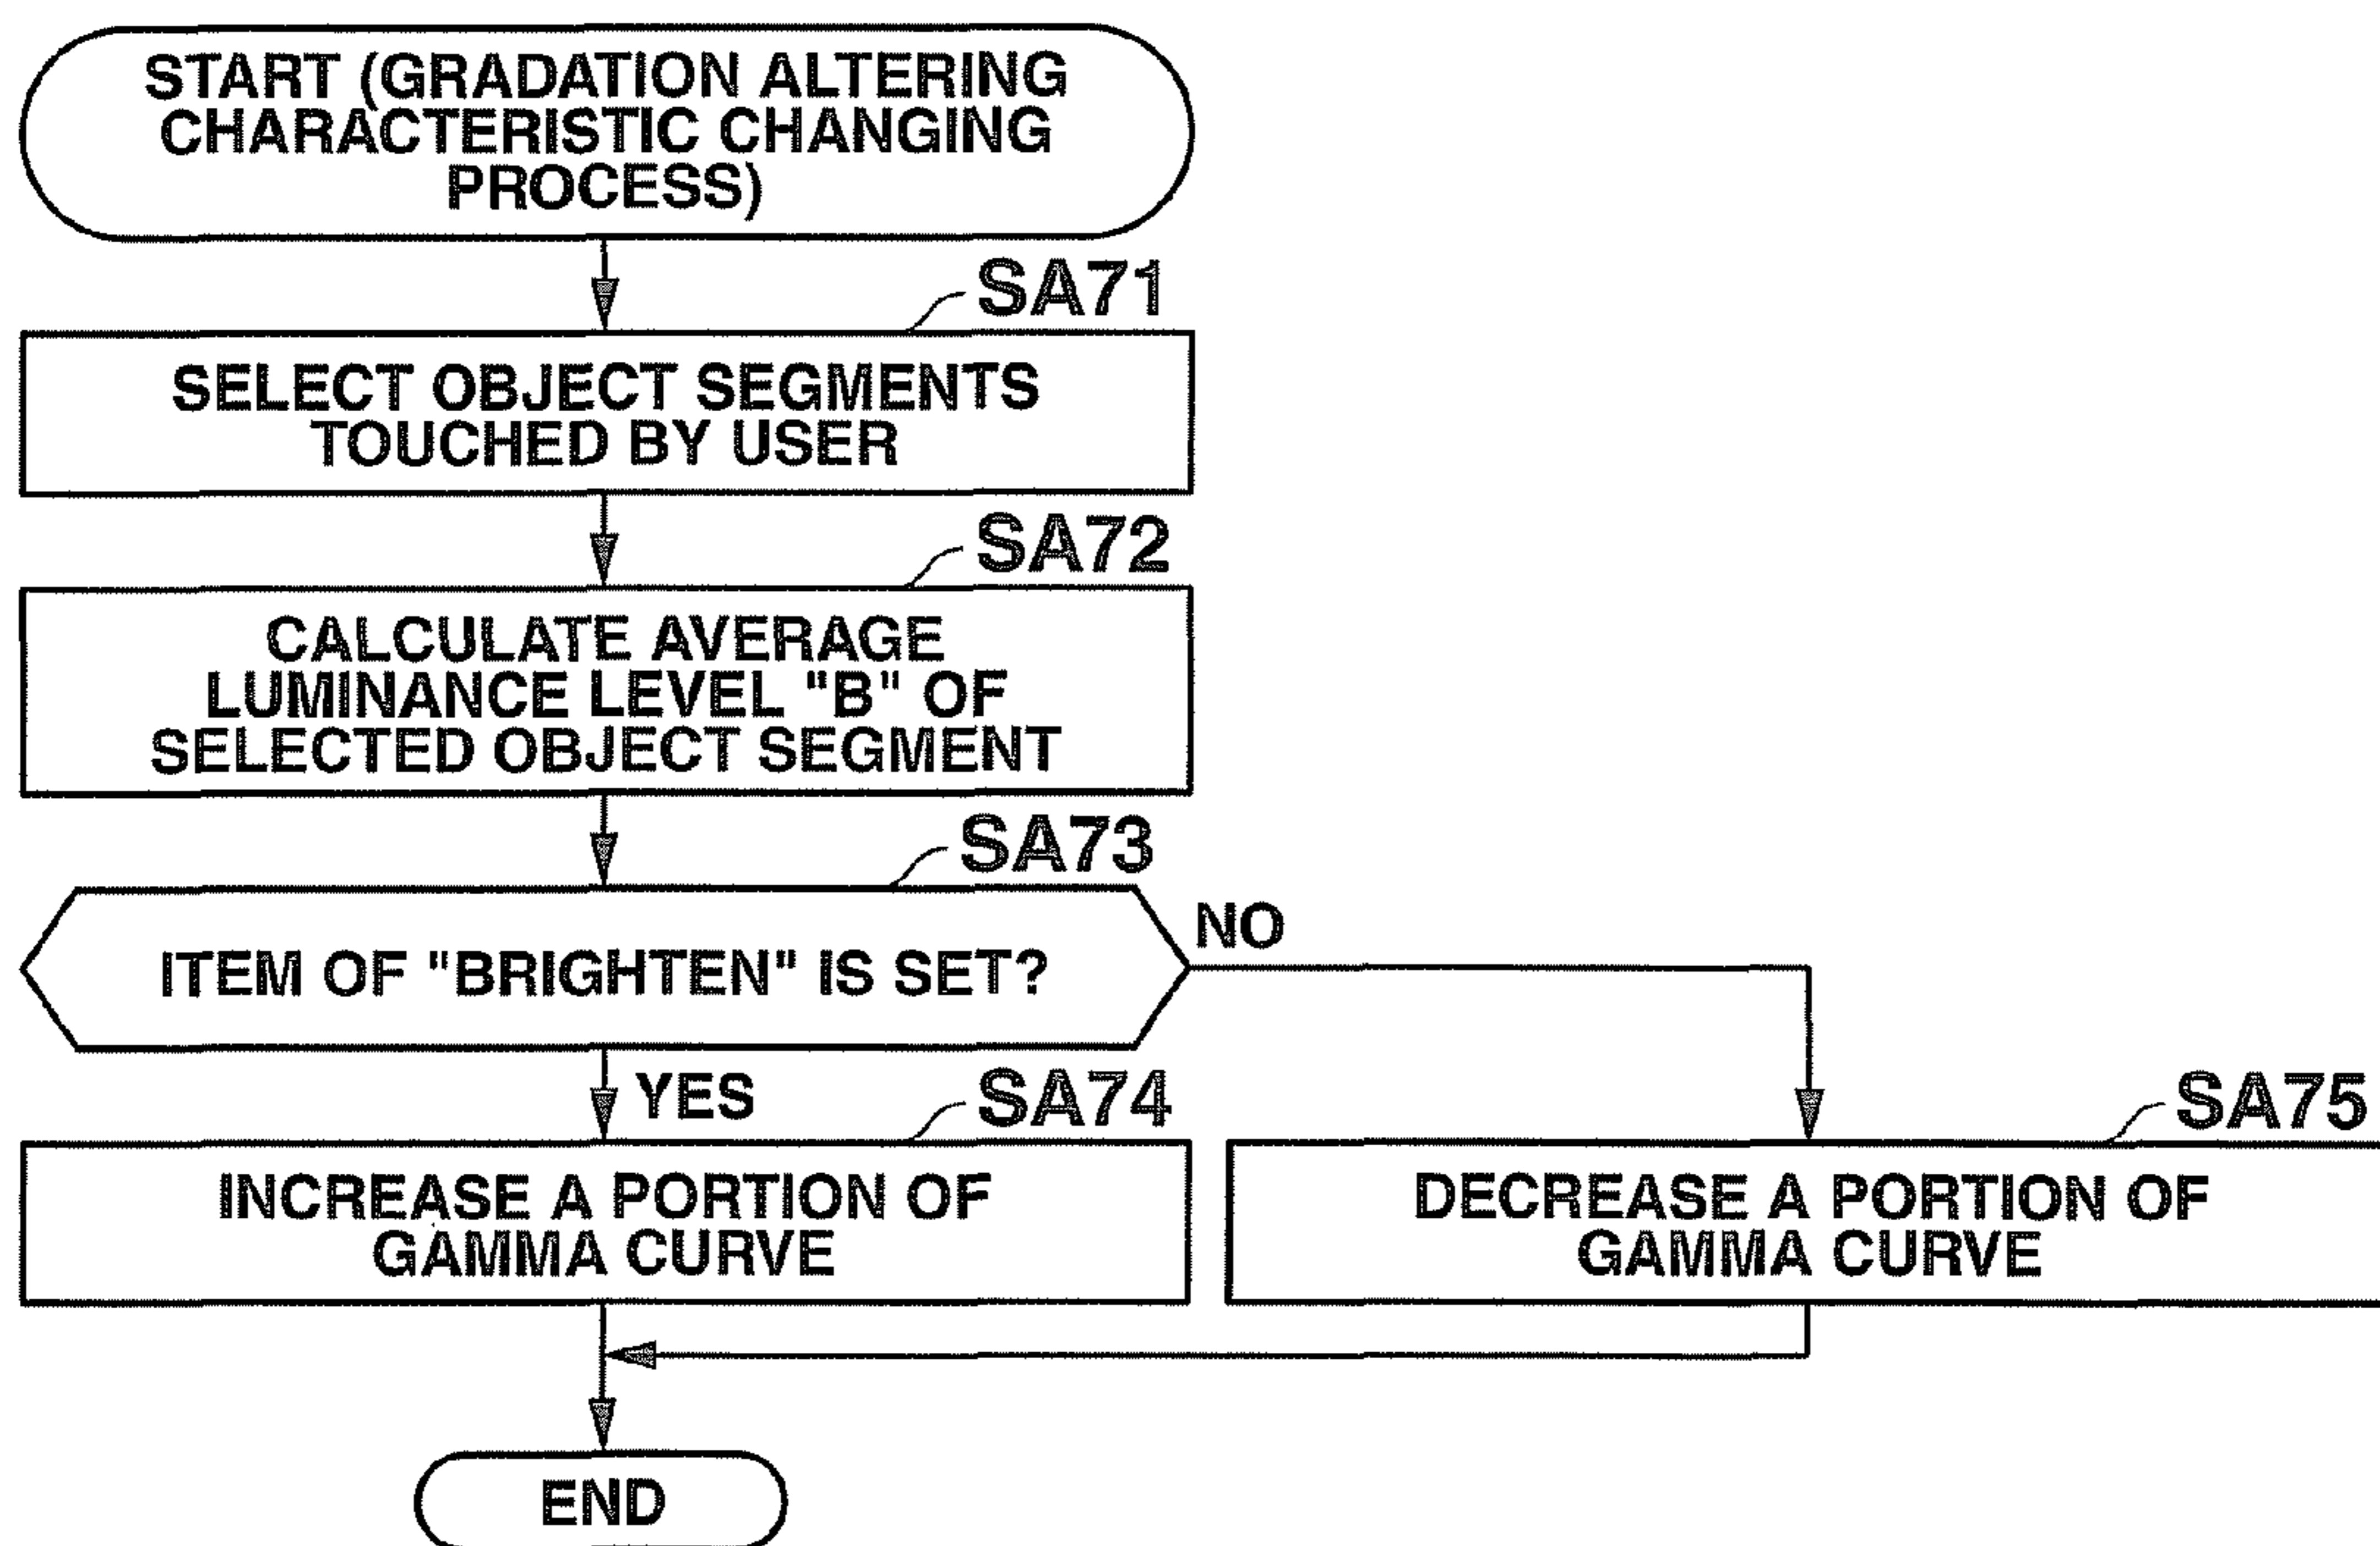 START (GRADATION ALTERING
CHARACTERISTIC CHANGING
PROCESS)
SA71
SELECT OBJECT SEGMENTS
TOUCHED BY USER
SA72
CALCULATE AVERAGE
LUMINANCE LEVEL "B" OF
SELECTED OBJECT SEGMENT
SA73
ITEM OF "BRIGHTEN" IS SET?
NO
YES
SA74
INCREASE A PORTION OF
GAMMA CURVE
SA75
DECREASE A PORTION OF
GAMMA CURVE
END